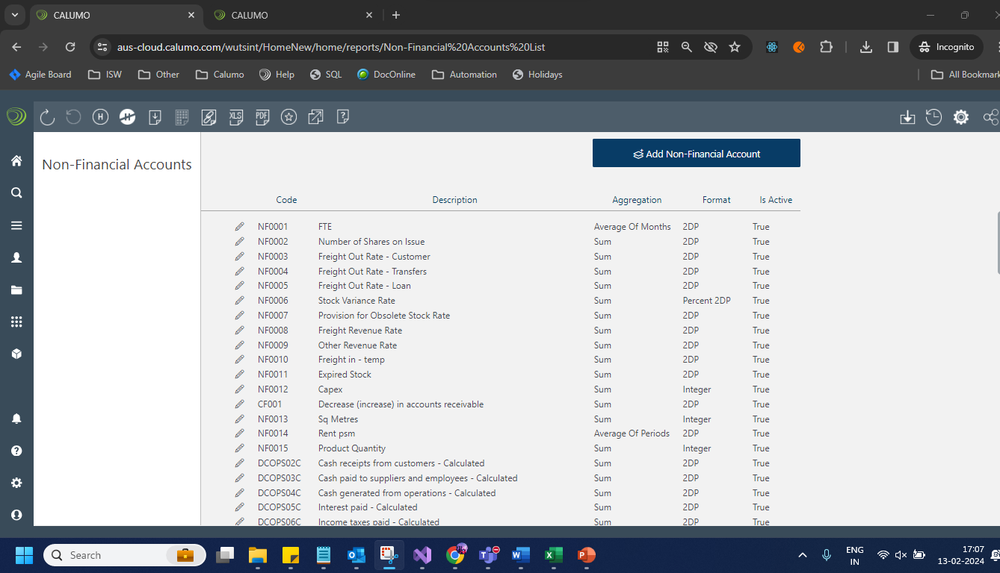 CALUMO
CALUMO
aus-cloud.calumo.com/wutsint/HomeNew/home/reports/Non-Financial%20Accounts%20List
Incognito
Agile Board ISW Other Calumo Help SQL DocOnline Automation Holidays All Bookmark
H XLS PDF ?
Non-Financial Accounts
Add Non-Financial Account
Code Description Aggregation Format Is Active
NF0001 FTE Average Of Months 2DP True
NF0002 Number of Shares on Issue Sum 2DP True
NF0003 Freight Out Rate - Customer Sum 2DP True
NF0004 Freight Out Rate - Transfers Sum 2DP True
NF0005 Freight Out Rate - Loan Sum 2DP True
NF0006 Stock Variance Rate Sum Percent 2DP True
NF0007 Provision for Obsolete Stock Rate Sum 2DP True
NF0008 Freight Revenue Rate Sum 2DP True
NF0009 Other Revenue Rate Sum 2DP True
NF0010 Freight in - temp Sum 2DP True
NF0011 Expired Stock Sum 2DP True
NF0012 Capex Sum Integer True
CF001 Decrease (increase) in accounts receivable Sum 2DP True
NF0013 Sq Metres Sum Integer True
NF0014 Rent psm Average Of Periods 2DP True
NF0015 Product Quantity Sum Integer True
DCOPS02C Cash receipts from customers - Calculated Sum 2DP True
DCOPS03C Cash paid to suppliers and employees - Calculated Sum 2DP True
DCOPS04C Cash generated from operations - Calculated Sum 2DP True
DCOPS05C Interest paid - Calculated Sum 2DP True
DCOPS06C Income taxes paid - Calculated Sum 2DP True
Search
ENG
IN
17:07
13-02-2024